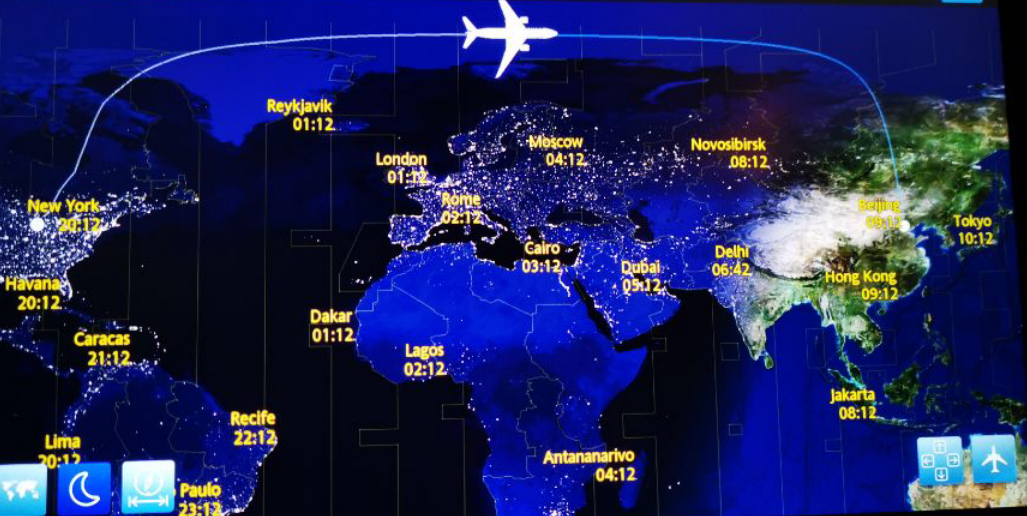 Reykjavik
01:12
Moscow
04:12
Novosibirsk
08:12
London
01:12
New York
20:12
Rome
02:12
Beijing
09:12
Tokyo
10:12
Cairo
03:12
Delhi
06:42
Dubai
05:12
Hong Kong
09:12
Havana
20:12
Dakar
01:12
Caracas
21:12
Lagos
02:12
Jakarta
08:12
Recife
22:12
Lima
20:12
Antananarivo
04:12
Paulo
23:12